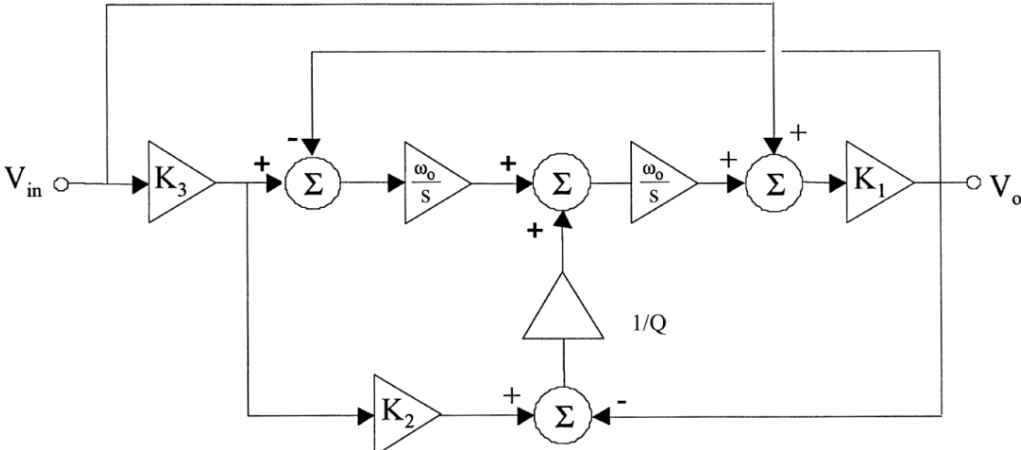 +
- + + +
V_in K_3 Σ ω_o/s Σ ω_o/s Σ K_1 V_o
+
1/Q
K_2 + Σ -